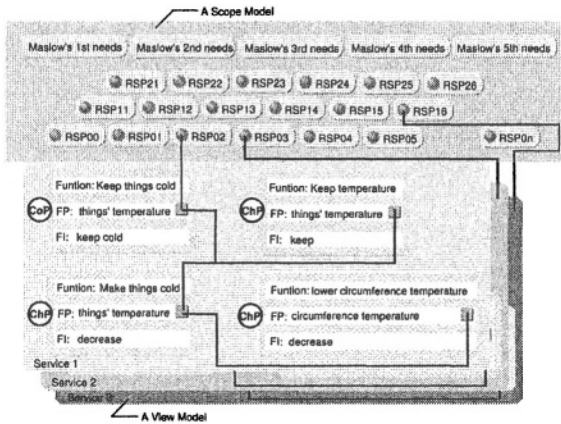 A Scope Model
Maslow's 1st needs Maslow's 2nd needs Maslow's 3rd needs Maslow's 4th needs Maslow's 5th needs
RSP21 RSP22 RSP23 RSP24 RSP25 RSP26
RSP11 RSP12 RSP13 RSP14 RSP15 RSP16
RSP00 RSP01 RSP02 RSP03 RSP04 RSP05 RSP0n
Funtion: Keep things cold
CoP FP: things' temperature
FI: keep cold
Funtion: Keep temperature
ChP FP: things' temperature
FI: keep
Funtion: Make things cold
ChP FP: things' temperature
FI: decrease
Funtion: lower circumference temperature
ChP FP: circumference temperature
FI: decrease
Service 1
Service 2
Service 3
A View Model